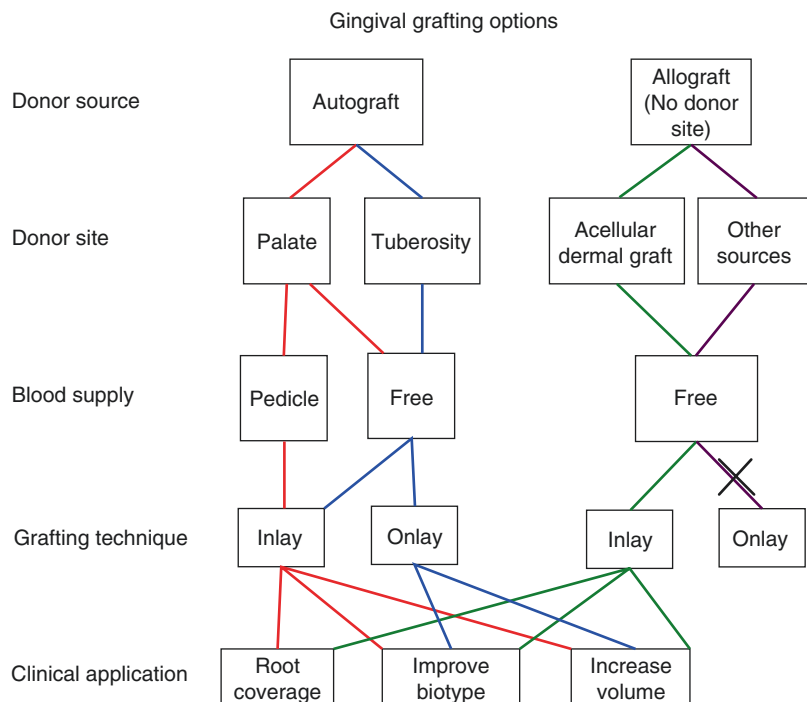 Gingival grafting options
Donor source
Autograft
Allograft
(No donor
site)
Donor site
Palate
Tuberosity
Acellular
dermal graft
Other
sources
Blood supply
Pedicle
Free
Free
Grafting technique
Inlay
Onlay
Inlay
Onlay
Clinical application
Root
coverage
Improve
biotype
Increase
volume